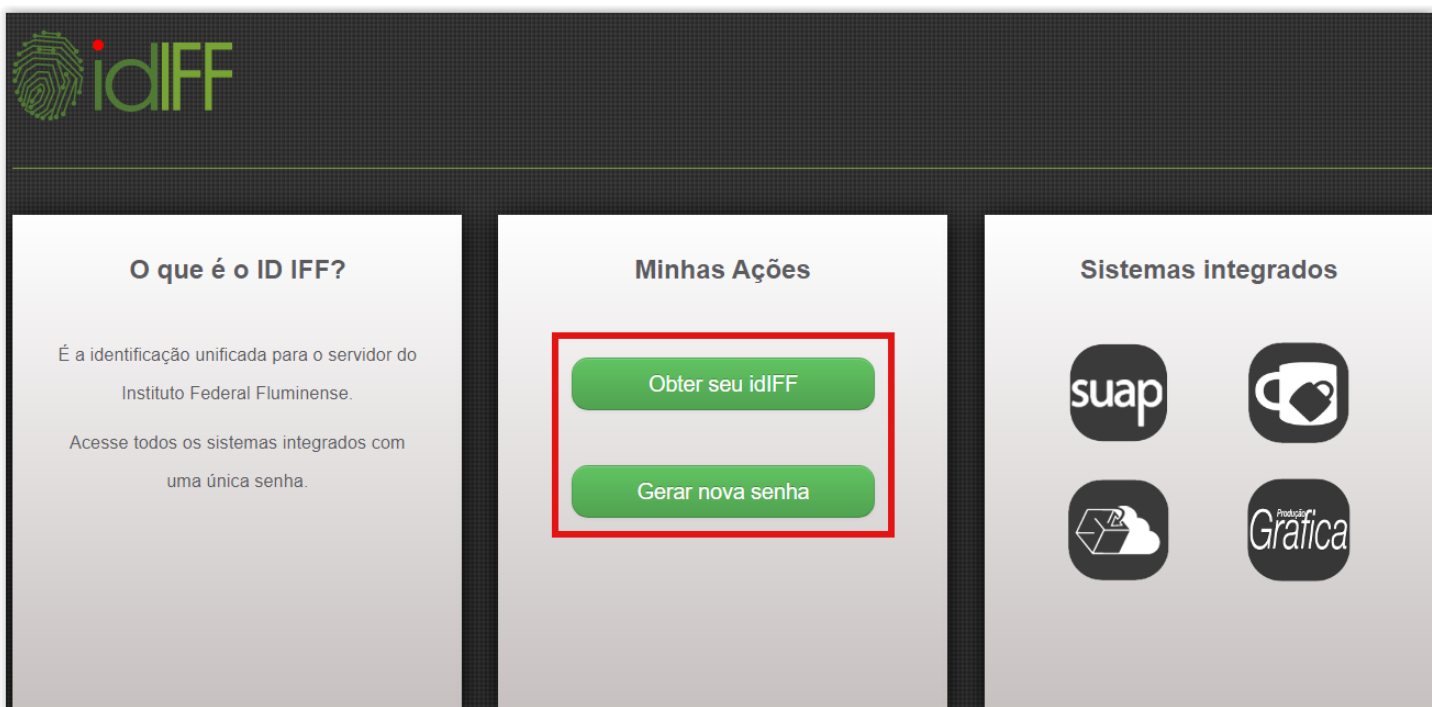 idIFF
O que é o ID IFF?
É a identificação unificada para o servidor do
Instituto Federal Fluminense.
Acesse todos os sistemas integrados com
uma única senha.
Minhas Ações
Obter seu idIFF
Gerar nova senha
Sistemas integrados
suap
Produção
Gráfica